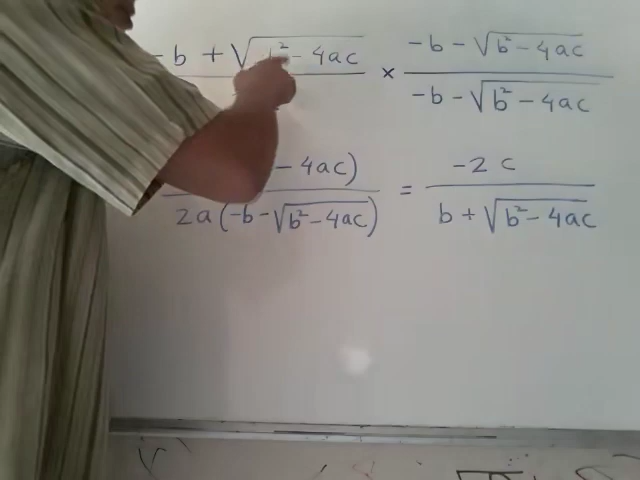 -b + √(b² - 4ac) × (-b - √(b² - 4ac)) / (-b - √(b² - 4ac))
- 4ac) / 2a(-b - √(b² - 4ac)) = -2c / (b + √(b² - 4ac))